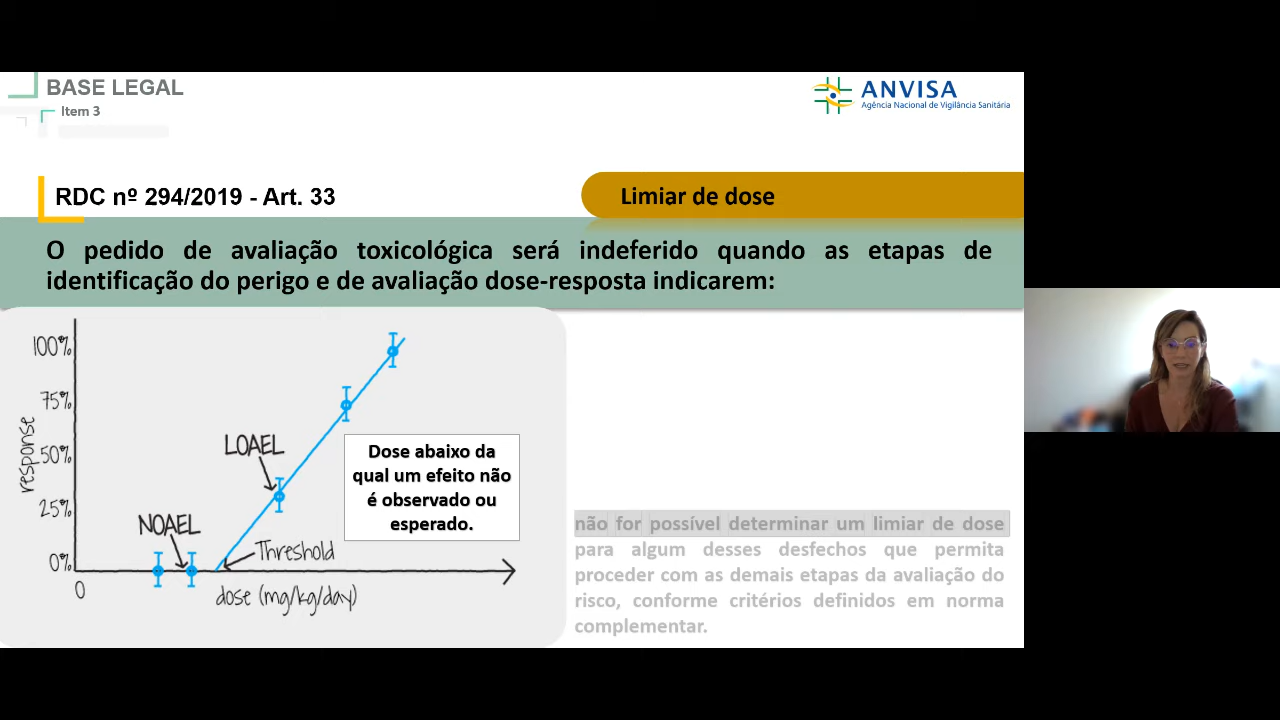 BASE LEGAL
Item 3
ANVISA
Agência Nacional de Vigilância Sanitária
RDC nº 294/2019 - Art. 33
Limiar de dose
O pedido de avaliação toxicológica será indeferido quando as etapas de
identificação do perigo e de avaliação dose-resposta indicarem:
100%
75%
50%
25%
0%
response
LOAEL
NOAEL
Threshold
0
dose (mg/kg/day)
Dose abaixo da
qual um efeito não
é observado ou
esperado.
não for possível determinar um limiar de dose
para algum desses desfechos que permita
proceder com as demais etapas da avaliação do
risco, conforme critérios definidos em norma
complementar.